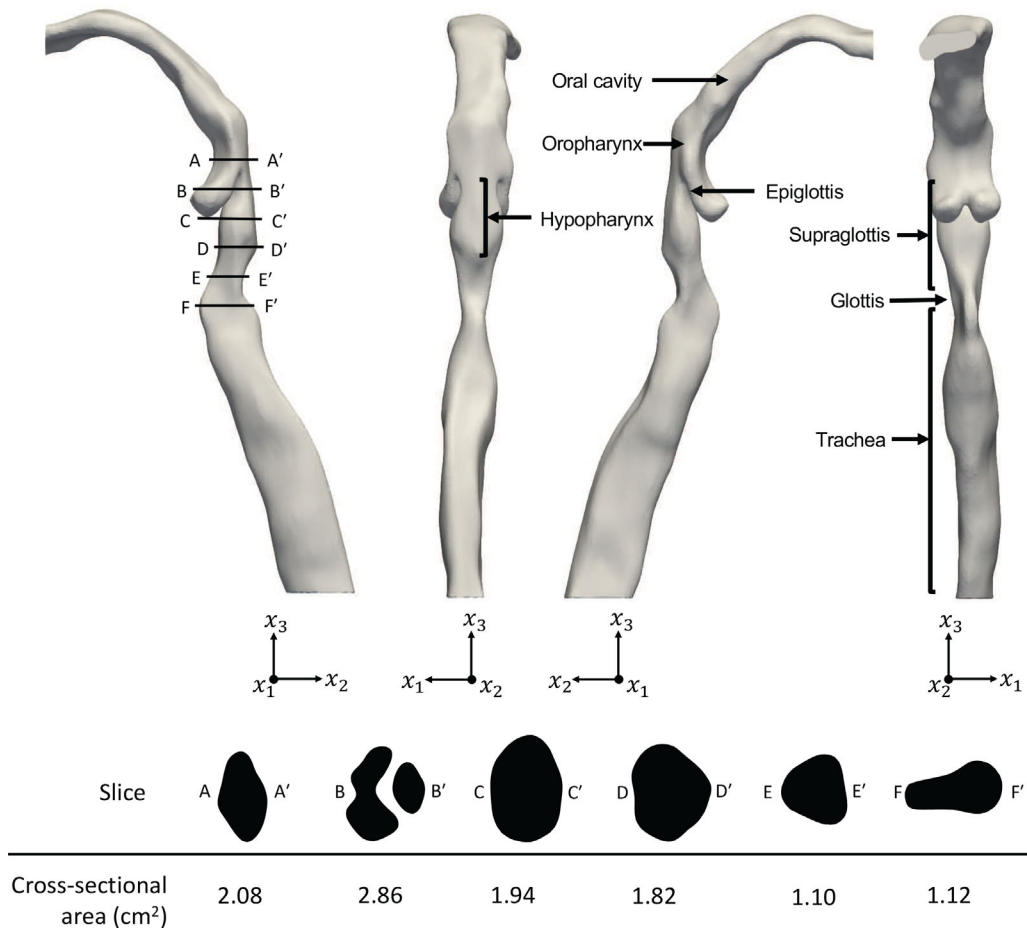 Oral cavity
Oropharynx
Epiglottis
Hypopharynx
Supraglottis
Glottis
Trachea
A A′
B B′
C C′
D D′
E E′
F F′
x₃
x₁ x₂
x₃
x₁ x₂
x₃
x₂ x₁
x₃
x₂ x₁
Slice A A′ B B′ C C′ D D′ E E′ F F′
Cross-sectional
area (cm²) 2.08 2.86 1.94 1.82 1.10 1.12